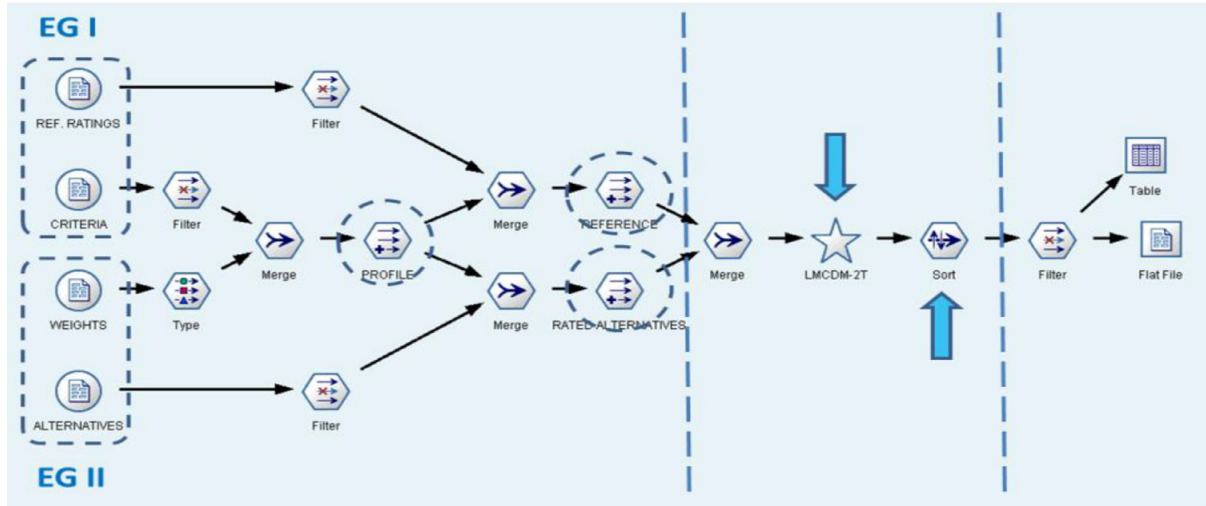 EG I
REF. RATINGS
Filter
CRITERIA
Filter
Merge
PROFILE
Merge
REFERENCE
WEIGHTS
Type
Merge
RATED ALTERNATIVES
ALTERNATIVES
Filter
EG II
Merge
LMCDM-2T
Sort
Filter
Table
Flat File